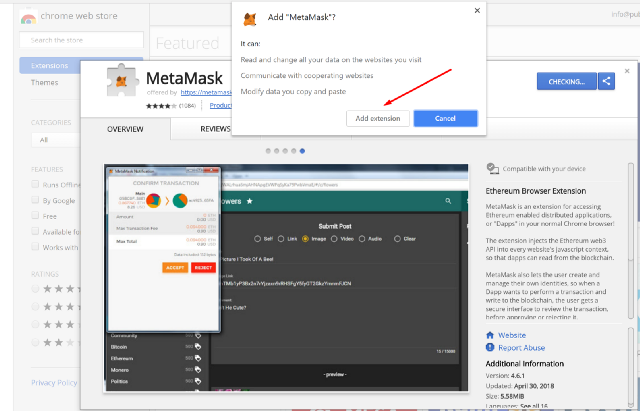 chrome web store
info@pu
Search the store
Featured
Extensions
Themes
CATEGORIES
All
FEATURES
Runs Offlin
By Google
Free
Available fo
Works with
RATINGS
Privacy Policy
Add "MetaMask"?
It can:
Read and change all your data on the websites you visit
Communicate with cooperating websites
Modify data you copy and paste
Add extension
Cancel
MetaMask
offered by https://metamask
(1084)
Produc
CHECKING...
OVERVIEW
REVIEWS
MetaMask Notification
CONFIRM TRANSACTION
Main
Amount
Max Transaction Fee
Max Total
ACCEPT
REJECT
owers
Submit Post
Self
Link
Image
Video
Audio
Clear
Picture I Took Of A Bea!
t He Cute?
- preview -
Community
Bitcoin
Ethereum
Monero
Politics
Compatible with your device
Ethereum Browser Extension
MetaMask is an extension for accessing
Ethereum enabled distributed applications,
or "Dapps" in your normal Chrome browser!
The extension injects the Ethereum web3
API into every website's javascript context,
so that dapps can read from the blockchain.
MetaMask also lets the user create and
manage their own identities, so when a
Dapp wants to perform a transaction and
write to the blockchain, the user gets a
secure interface to review the transaction,
before approving or rejecting it.
Website
Report Abuse
Additional Information
Version: 4.6.1
Updated: April 30, 2018
Size: 5.58MIB
Languages: See all 16